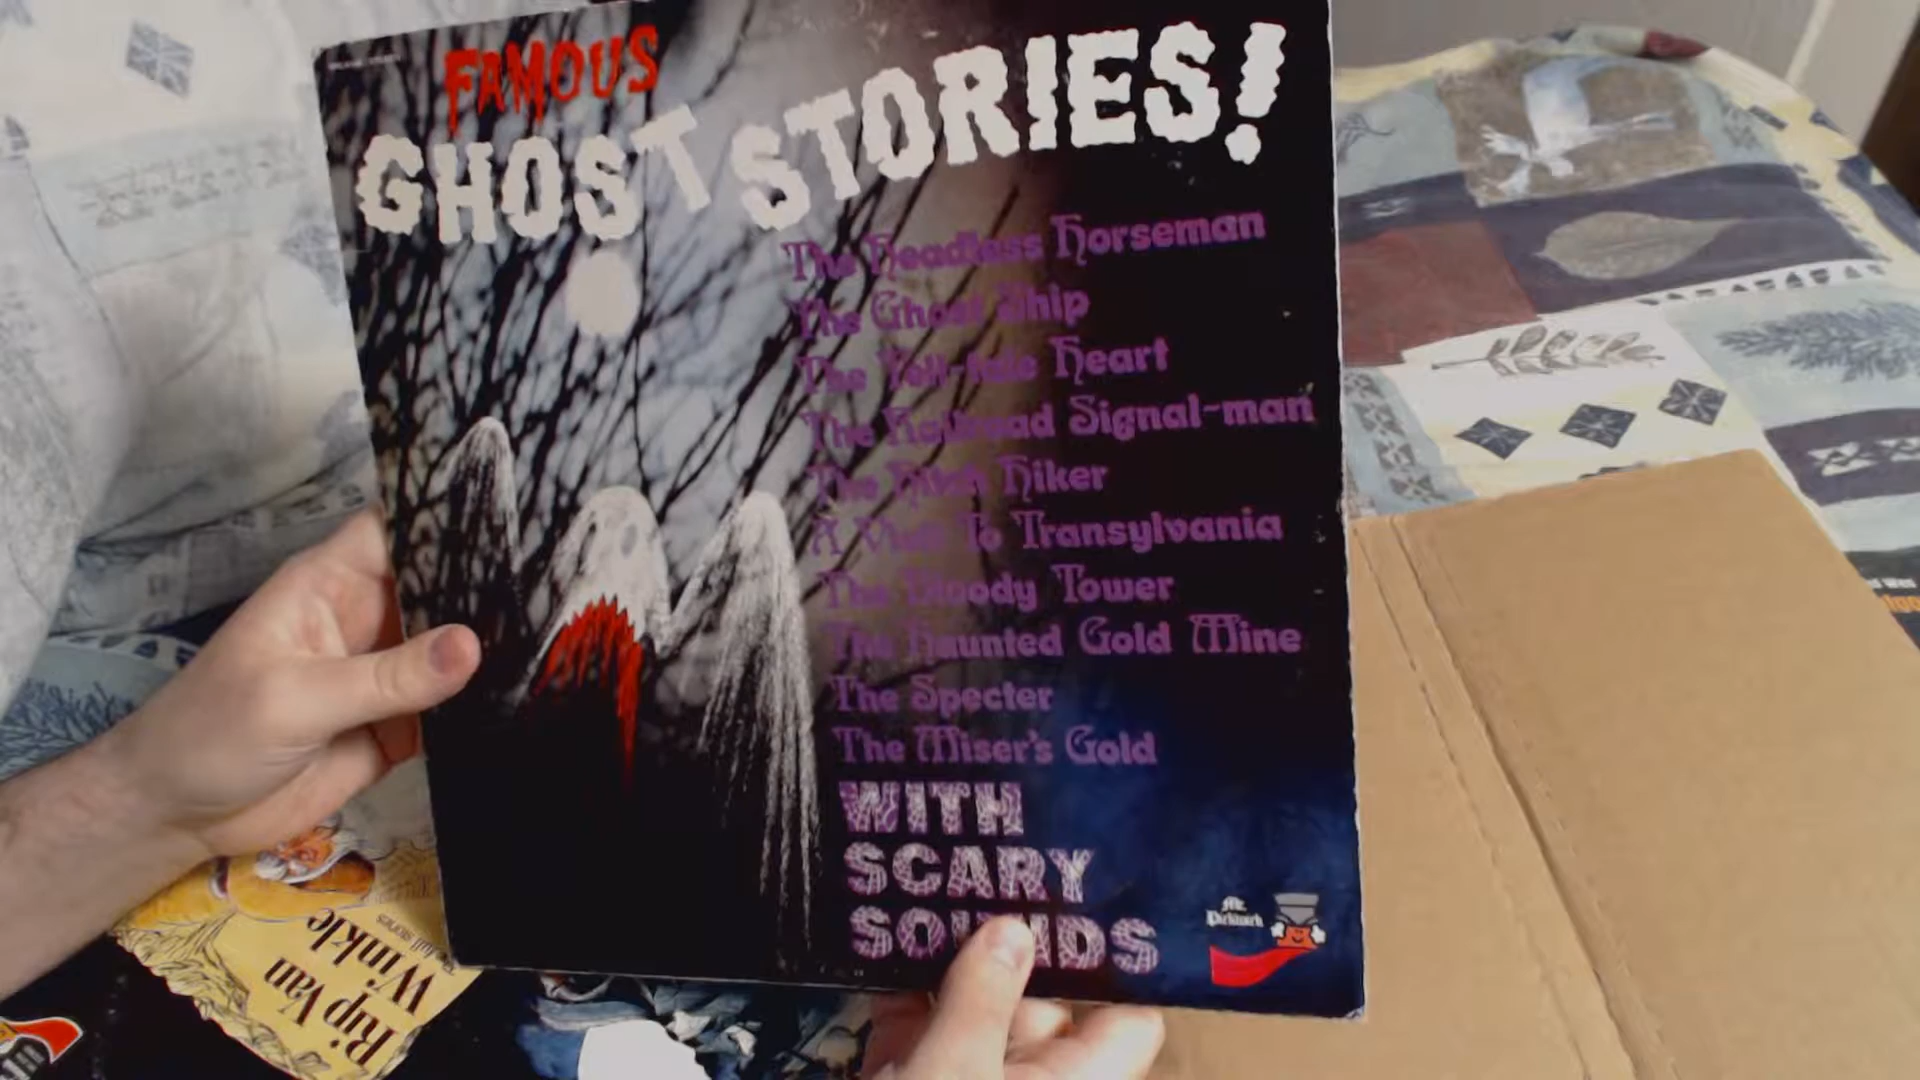 FAMOUS
GHOST STORIES!
The Headless Horseman
The Ghost Ship
The Tell-tale Heart
The Railroad Signal-man
The Hitch Hiker
A Visit To Transylvania
The Bloody Tower
The Haunted Gold Mine
The Specter
The Miser's Gold
WITH
SCARY
SOUNDS
Mr.
Pickwick
Rip Van
Winkle